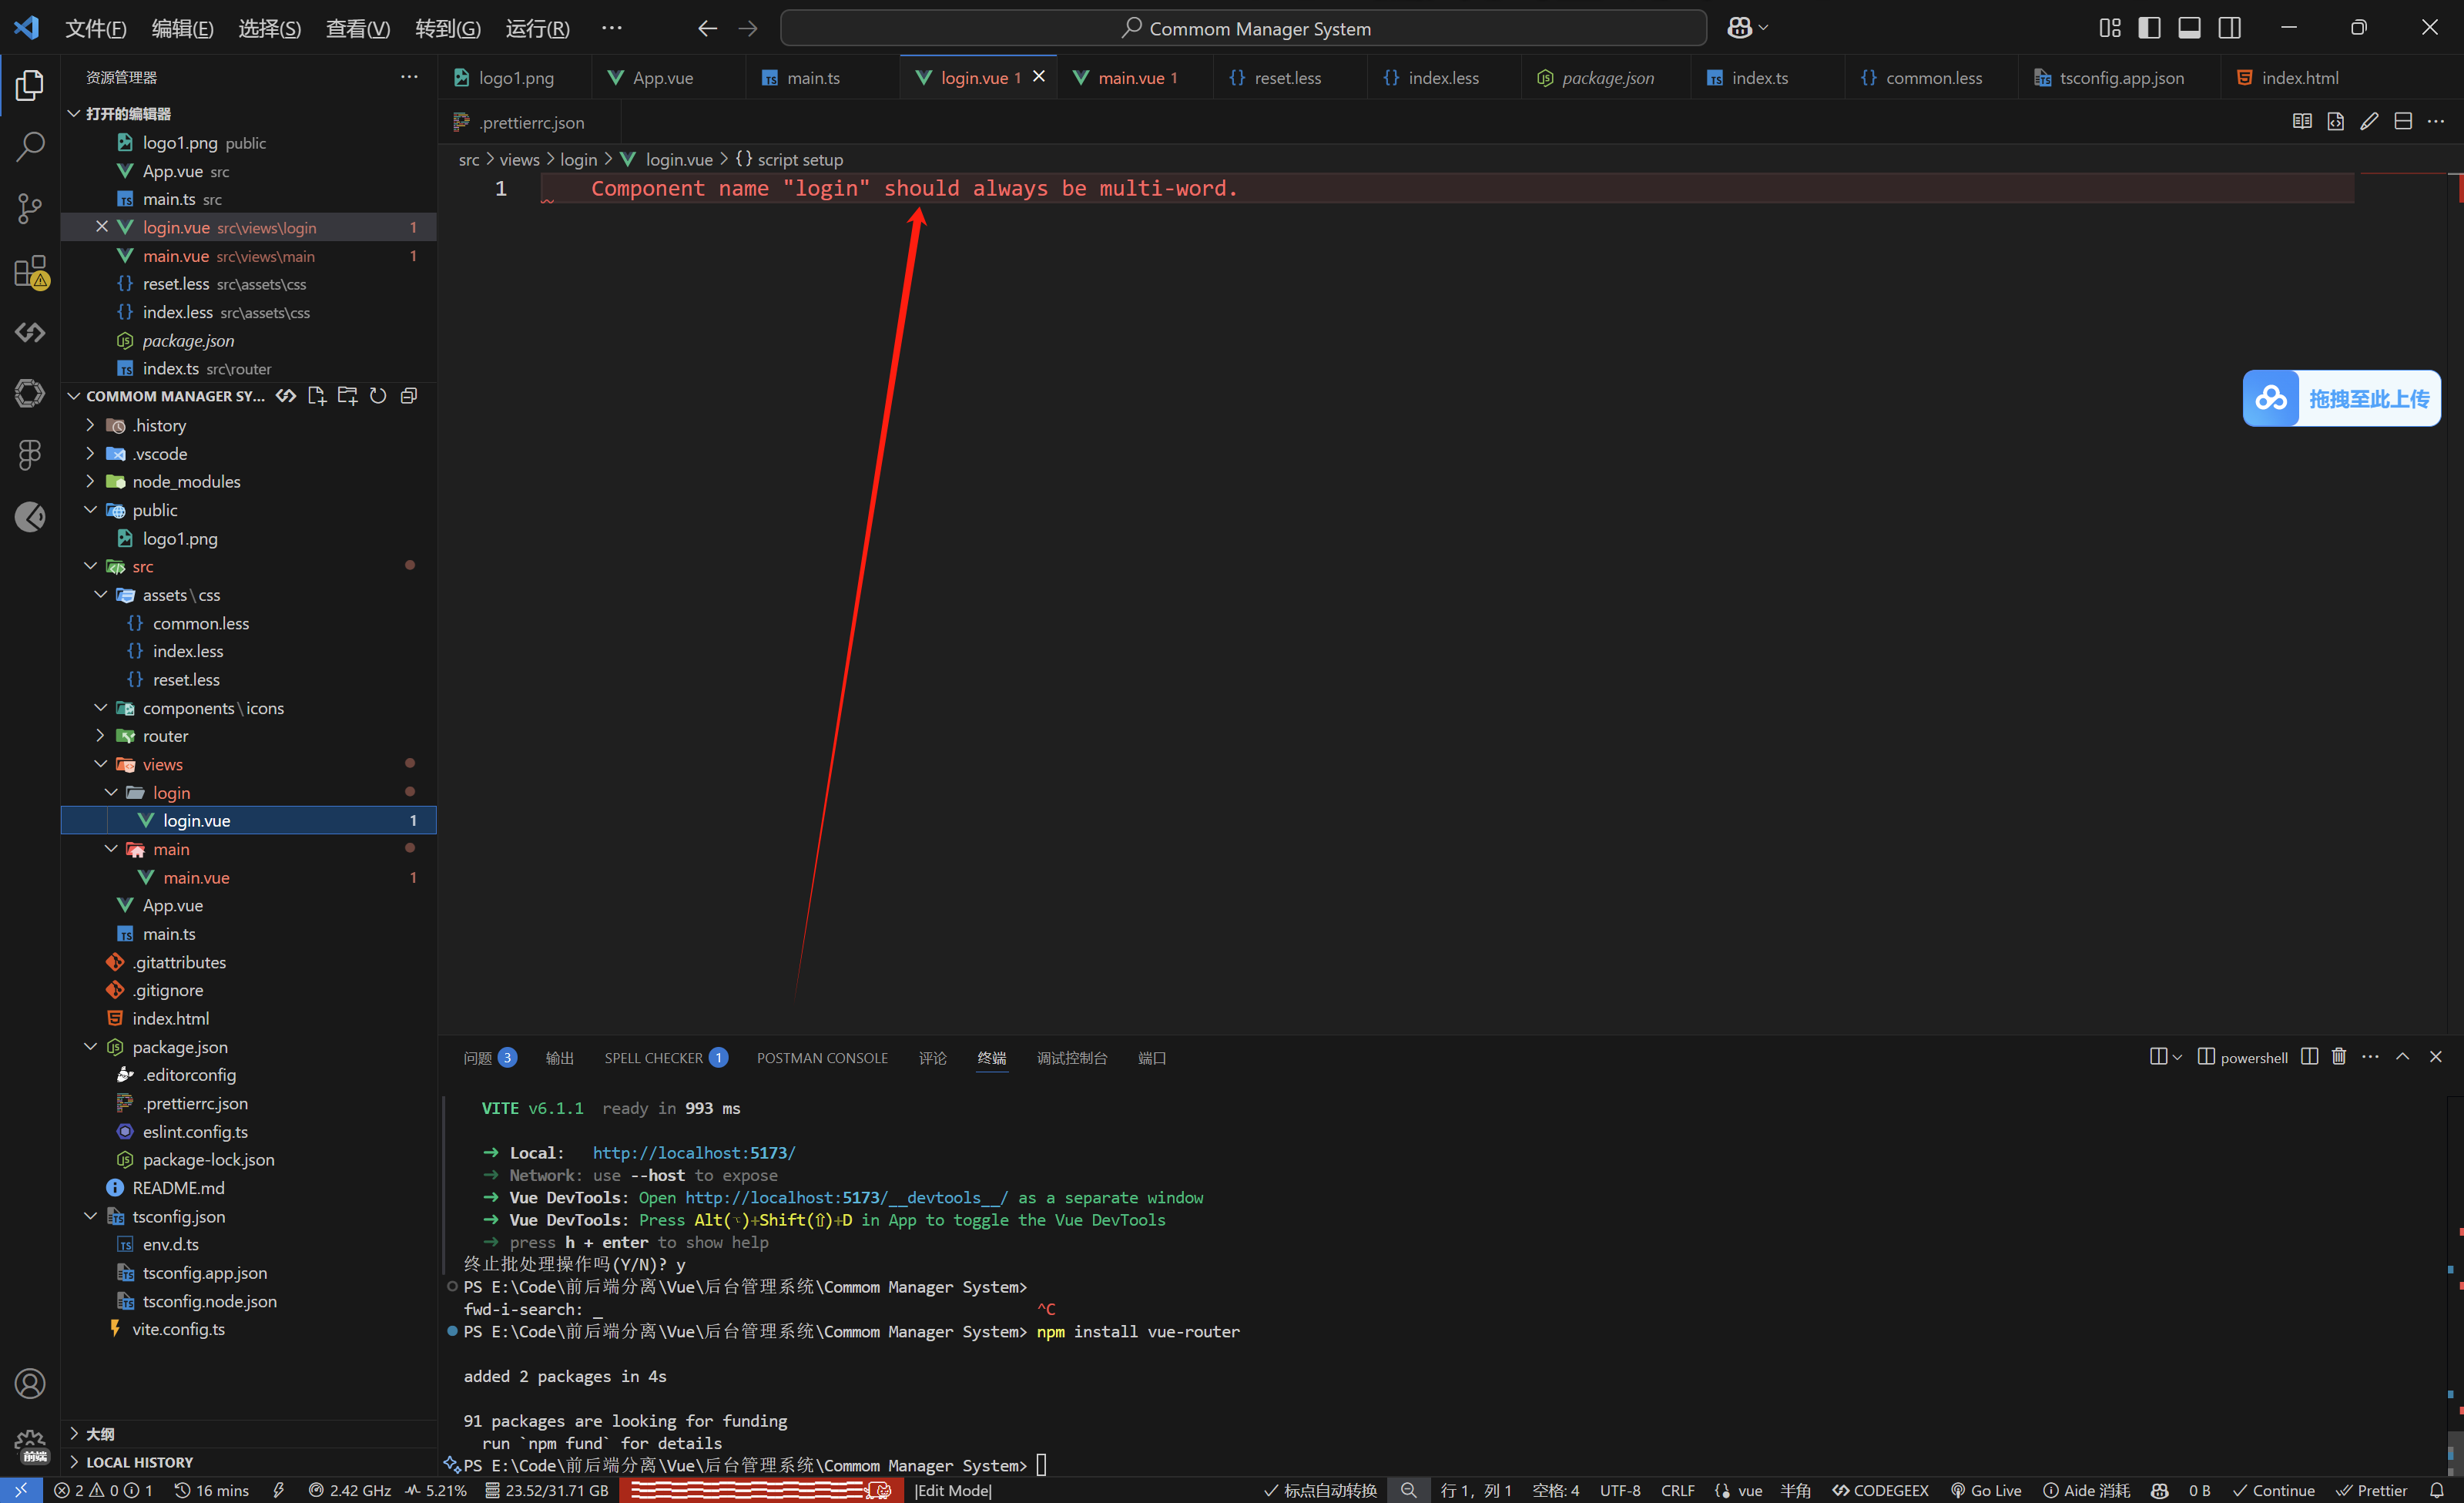 文件(F) 编辑(E) 选择(S) 查看(V) 转到(G) 运行(R) ···
Commom Manager System
资源管理器
logo1.png App.vue main.ts login.vue 1 main.vue 1 reset.less index.less package.json index.ts common.less tsconfig.app.json index.html
.prettierrc.json
src > views > login > login.vue > {} script setup
1
Component name "login" should always be multi-word.
打开的编辑器
logo1.png public
App.vue src
main.ts src
login.vue src\views\login 1
main.vue src\views\main 1
reset.less src\assets\css
index.less src\assets\css
package.json
index.ts src\router
COMMOM MANAGER SY...
.history
.vscode
node_modules
public
logo1.png
src
assets\css
common.less
index.less
reset.less
components\icons
router
views
login
login.vue 1
main
main.vue 1
App.vue
main.ts
.gitattributes
.gitignore
index.html
package.json
.editorconfig
.prettierrc.json
eslint.config.ts
package-lock.json
README.md
tsconfig.json
env.d.ts
tsconfig.app.json
tsconfig.node.json
vite.config.ts
大纲
LOCAL HISTORY
前端
拖拽至此上传
问题 3 输出 SPELL CHECKER 1 POSTMAN CONSOLE 评论 终端 调试控制台 端口
powershell
VITE v6.1.1 ready in 993 ms
➜ Local: http://localhost:5173/
➜ Network: use --host to expose
➜ Vue DevTools: Open http://localhost:5173/__devtools__/ as a separate window
➜ Vue DevTools: Press Alt(⌥)+Shift(⇧)+D in App to toggle the Vue DevTools
➜ press h + enter to show help
终止批处理操作吗(Y/N)? y
PS E:\Code\前后端分离\Vue\后台管理系统\Commom Manager System>
fwd-i-search: _ ^C
PS E:\Code\前后端分离\Vue\后台管理系统\Commom Manager System> npm install vue-router
added 2 packages in 4s
91 packages are looking for funding
run `npm fund` for details
PS E:\Code\前后端分离\Vue\后台管理系统\Commom Manager System>
2 0 1 16 mins 2.42 GHz 5.21% 23.52/31.71 GB |Edit Model| 标点自动转换 行 1，列 1 空格: 4 UTF-8 CRLF vue 半角 CODEGEEX Go Live Aide 消耗 0 B Continue Prettier